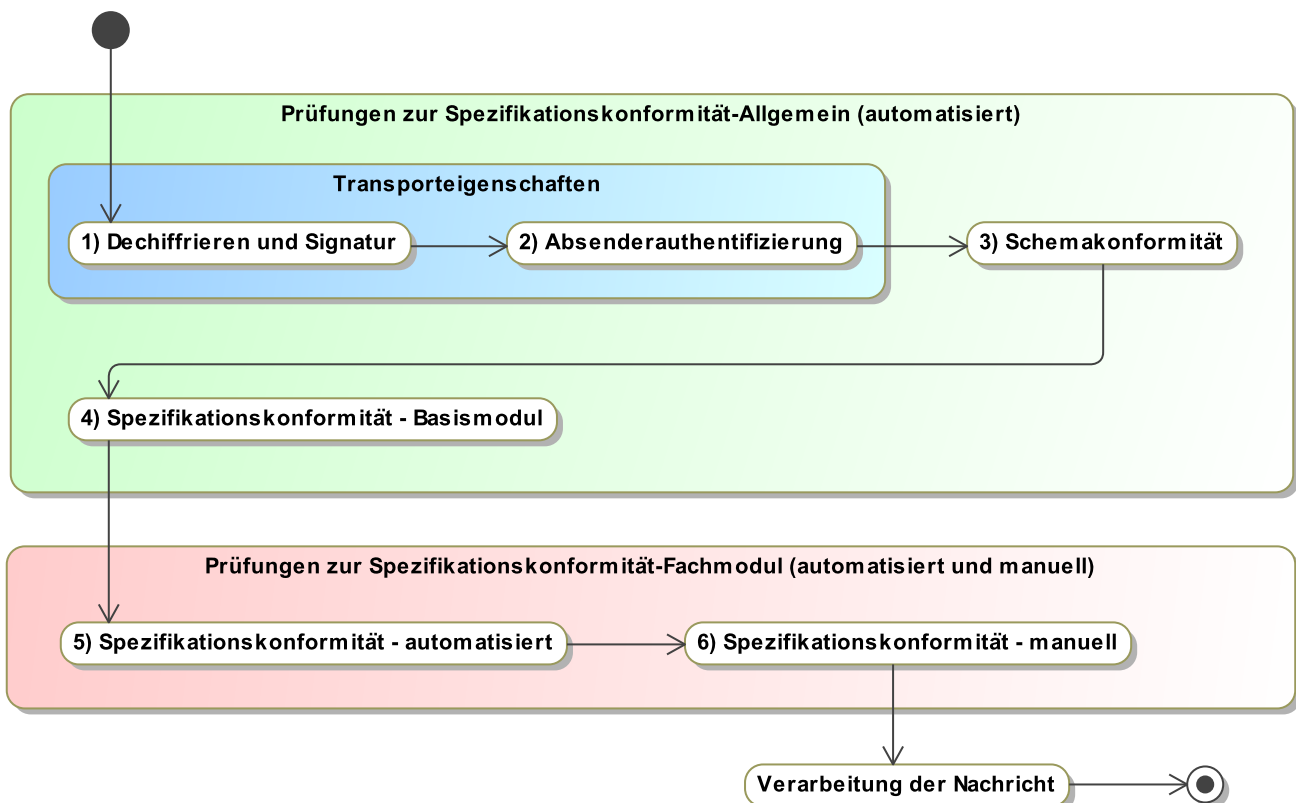 Prüfungen zur Spezifikationskonformität-Allgemein (automatisiert)
Transporteigenschaften
1) Dechiffrieren und Signatur
2) Absenderauthentifizierung
3) Schemakonformität
4) Spezifikationskonformität - Basismodul
Prüfungen zur Spezifikationskonformität-Fachmodul (automatisiert und manuell)
5) Spezifikationskonformität - automatisiert
6) Spezifikationskonformität - manuell
Verarbeitung der Nachricht